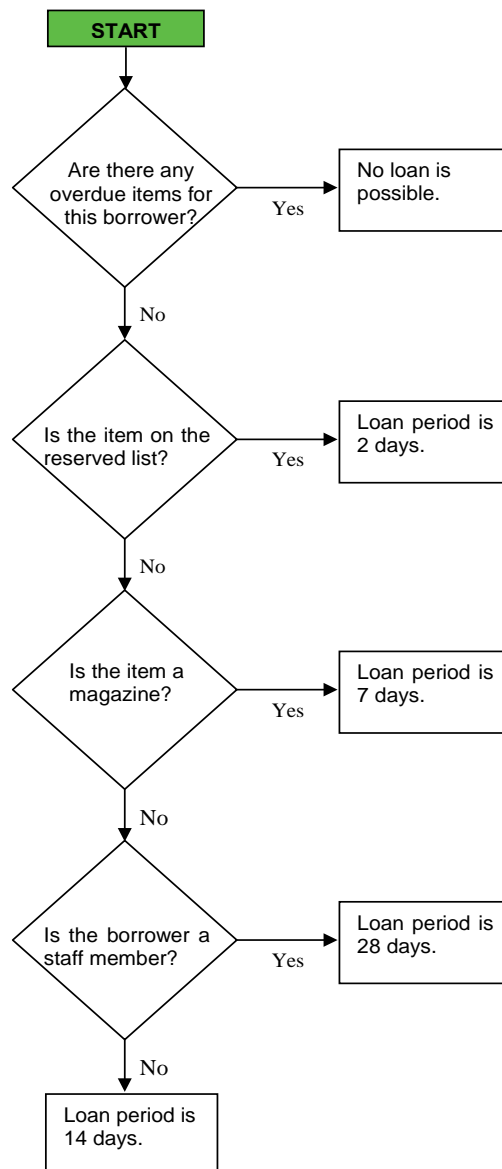 START
Are there any
overdue items for
this borrower?
Yes
No loan is
possible.
No
Is the item on the
reserved list?
Yes
Loan period is
2 days.
No
Is the item a
magazine?
Yes
Loan period is
7 days.
No
Is the borrower a
staff member?
Yes
Loan period is
28 days.
No
Loan period is
14 days.